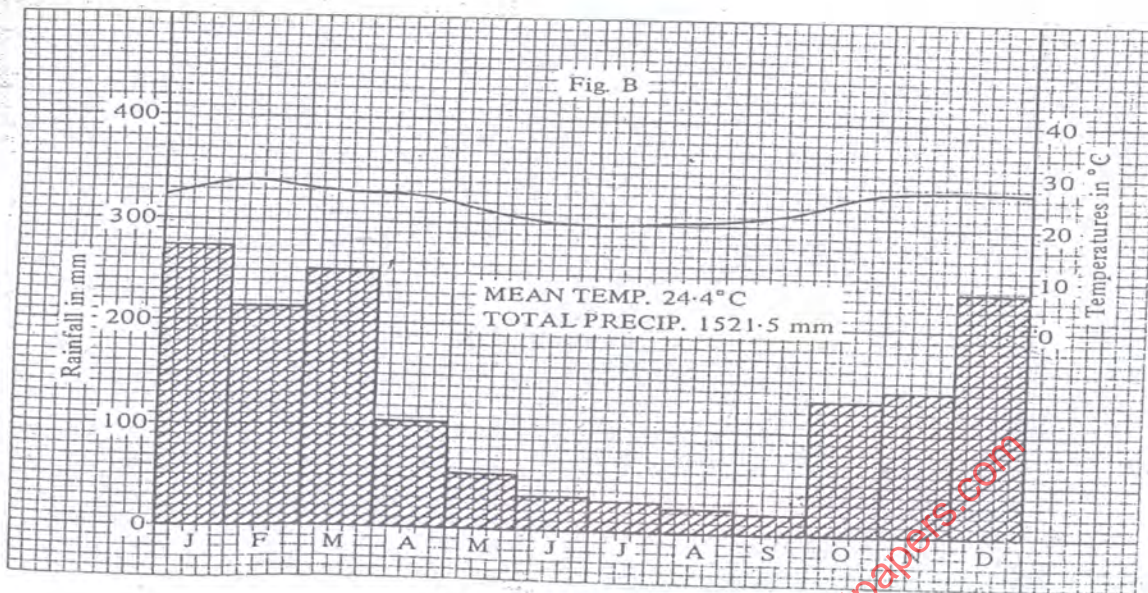 Fig. B
400
300
200
100
0
Rainfall in mm
40
30
20
10
0
Temperatures in °C
MEAN TEMP. 24·4°C
TOTAL PRECIP. 1521·5 mm
J F M A M J J A S O D
papers.com